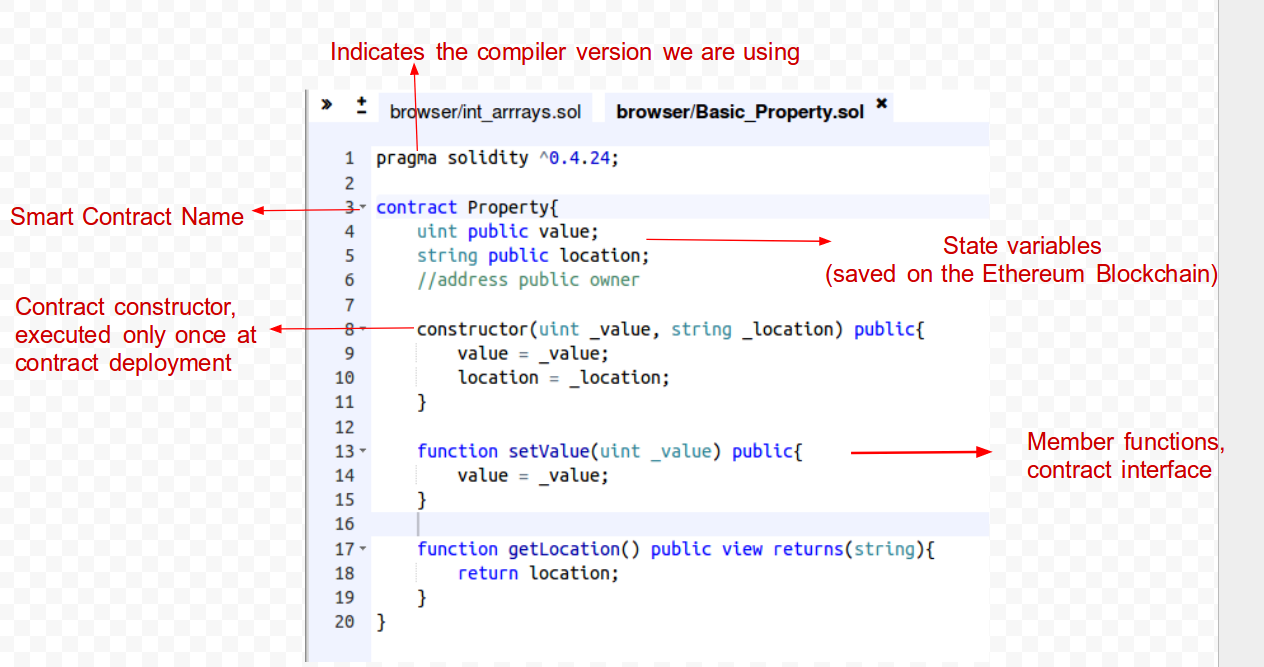 Indicates the compiler version we are using
» ± browser/int_arrrays.sol browser/Basic_Property.sol ✖
1 pragma solidity ^0.4.24;
2
Smart Contract Name
3 contract Property{
4 uint public value;
5 string public location;
State variables
(saved on the Ethereum Blockchain)
6 //address public owner
7
Contract constructor,
executed only once at
contract deployment
8 constructor(uint _value, string _location) public{
9 value = _value;
10 location = _location;
11 }
12
13 function setValue(uint _value) public{
14 value = _value;
15 }
Member functions,
contract interface
16
17 function getLocation() public view returns(string){
18 return location;
19 }
20 }